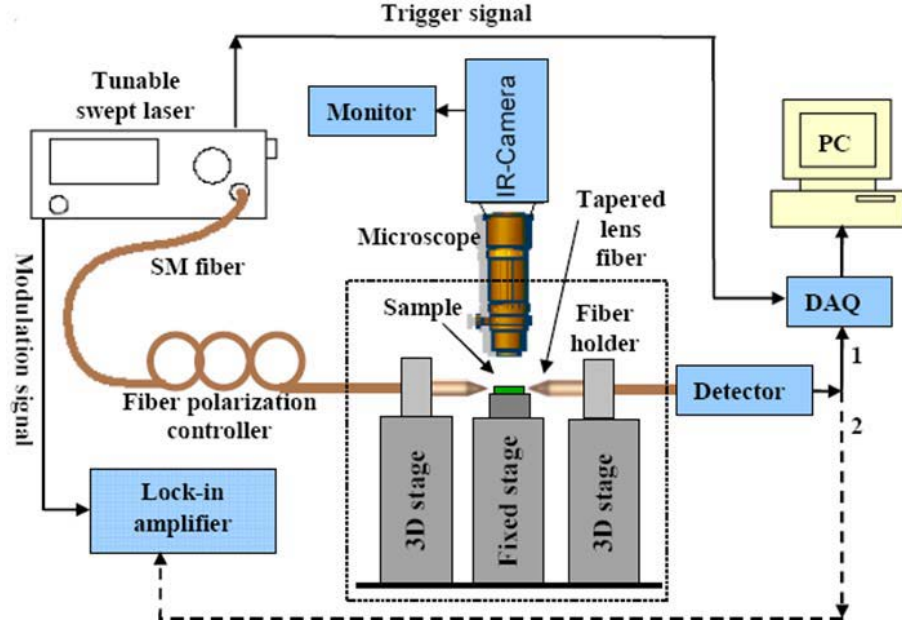 Trigger signal
Tunable
swept laser
Monitor
IR-Camera
PC
Tapered
lens
fiber
Microscope
SM fiber
Modulation signal
Sample
Fiber
holder
DAQ
1
Detector
2
Fiber polarization
controller
Lock-in
amplifier
3D stage
Fixed stage
3D stage